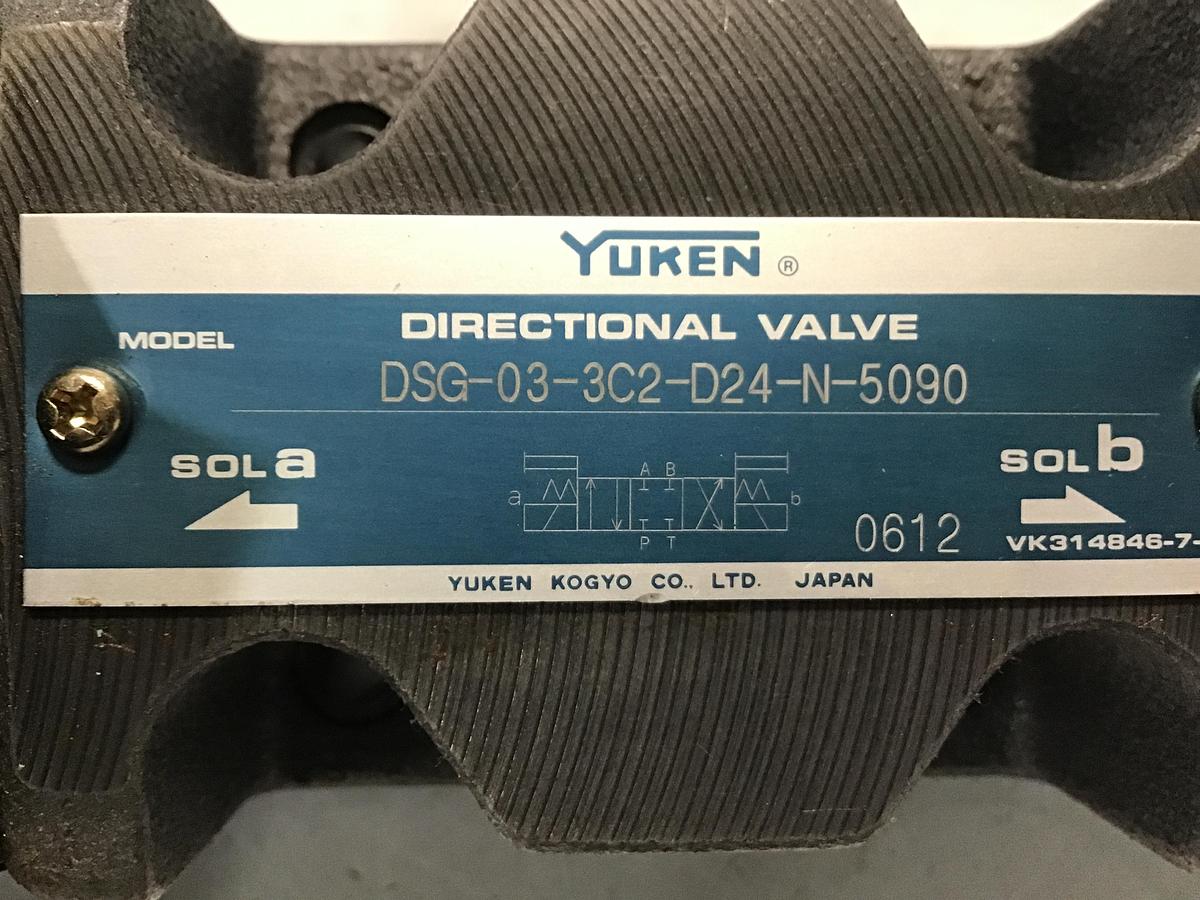 YUKEN ®
DIRECTIONAL VALVE
MODEL
DSG-03-3C2-D24-N-5090
SOL a
A B
SOL b
a
b
P T
0612
VK314846-7-
YUKEN KOGYO CO., LTD. JAPAN